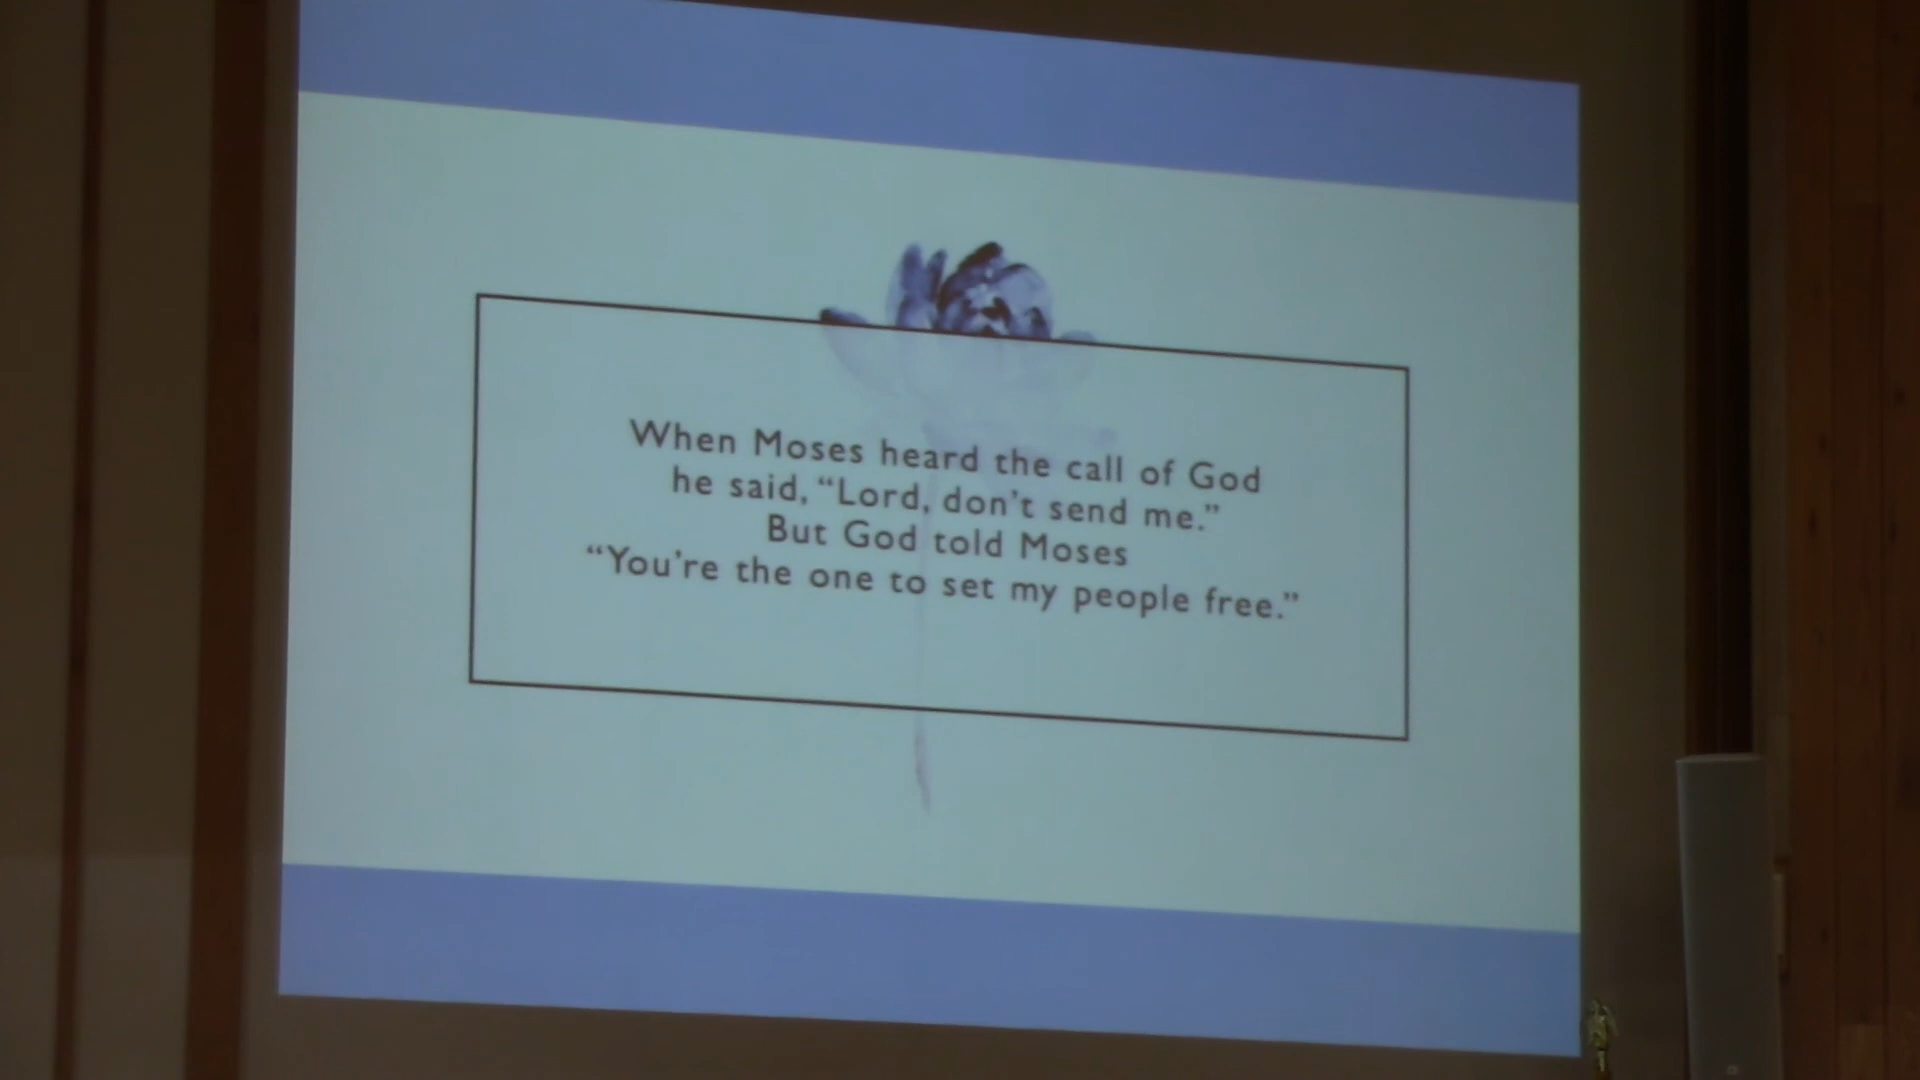 When Moses heard the call of God
he said, “Lord, don't send me.”
But God told Moses
“You're the one to set my people free.”